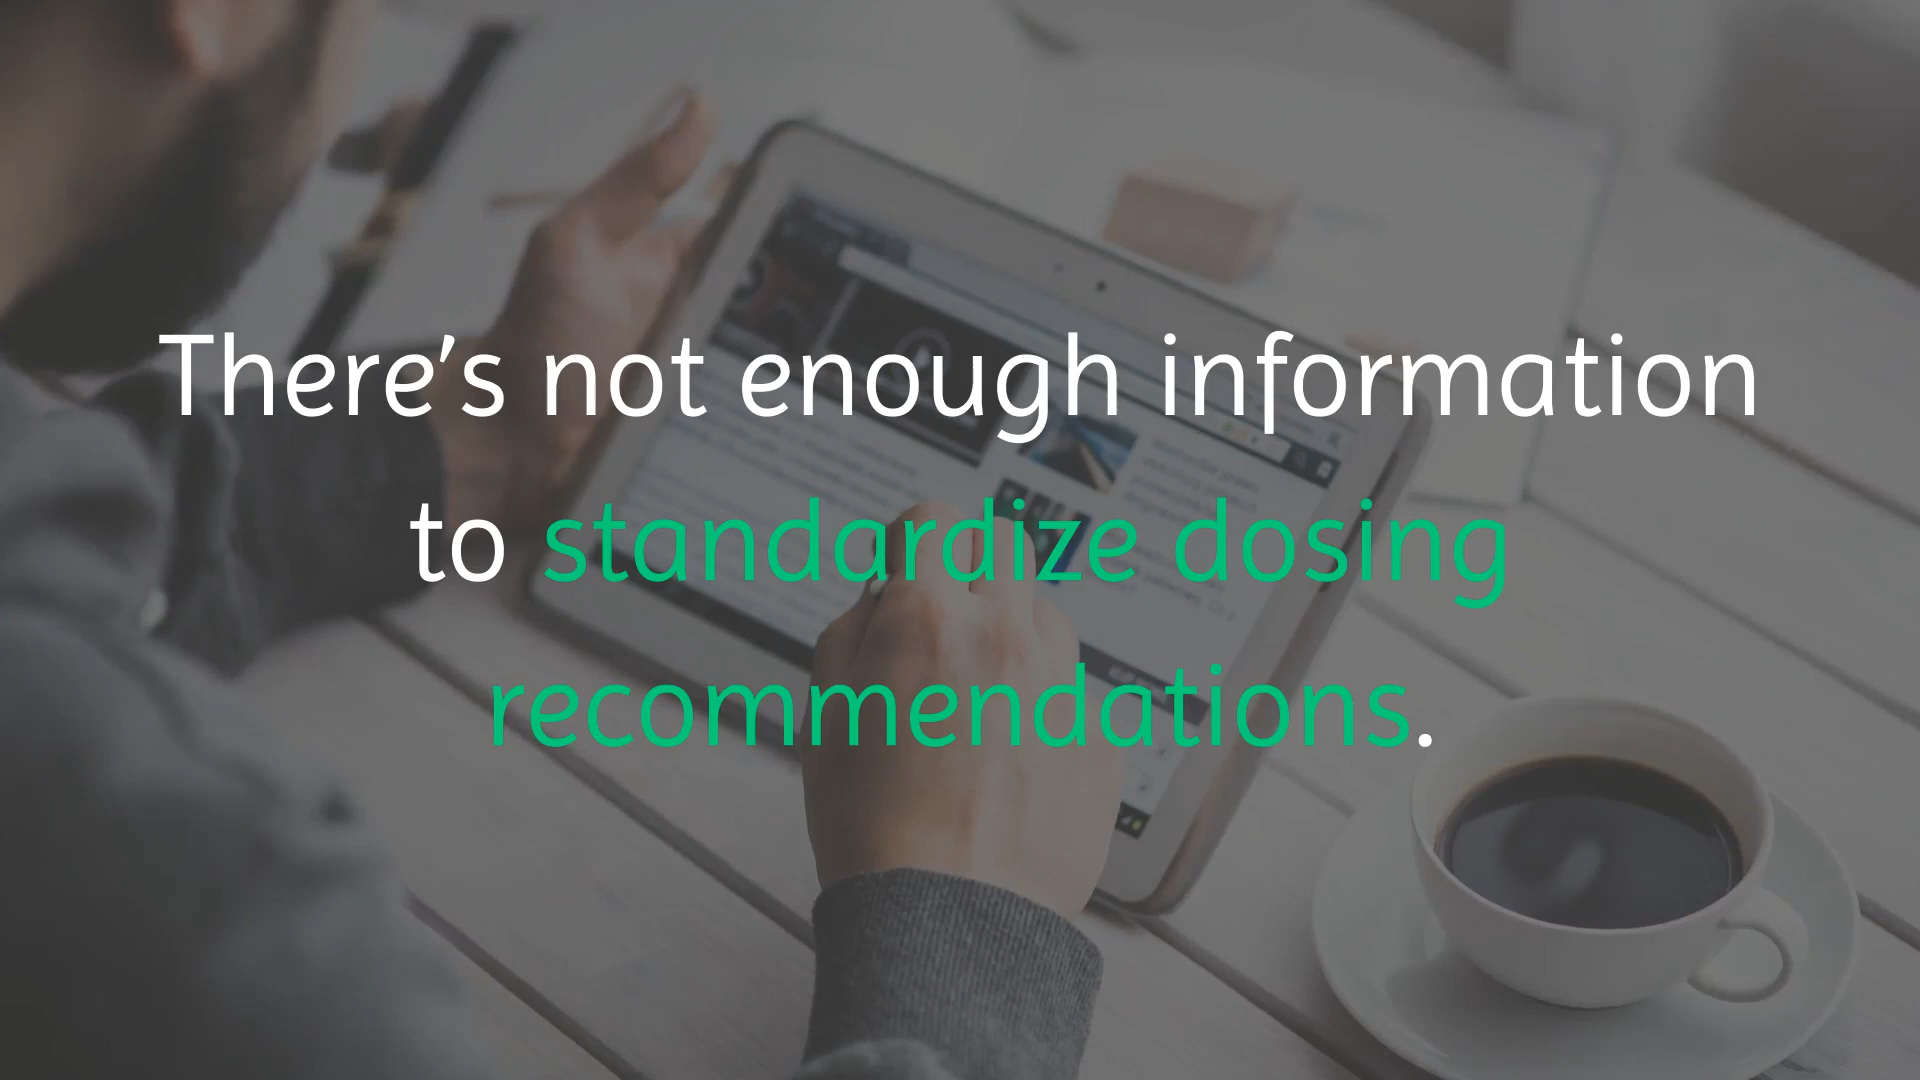 There's not enough information
to standardize dosing
recommendations.